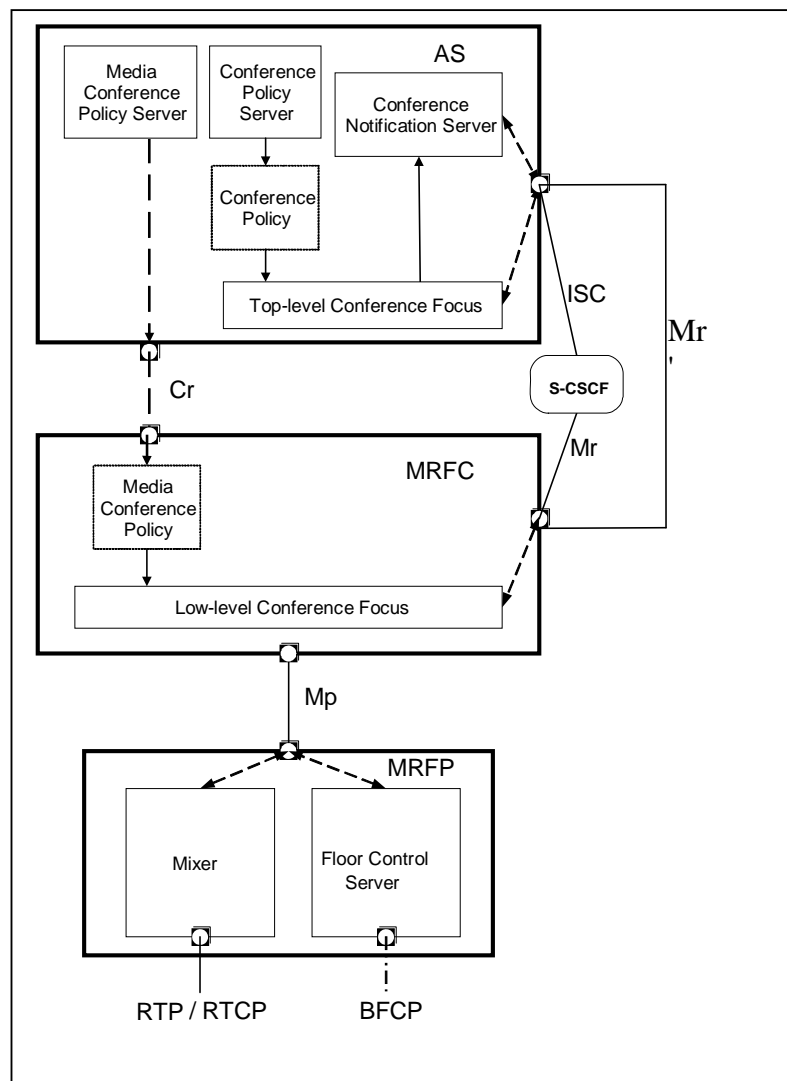 AS
Media
Conference
Policy Server
Conference
Policy
Server
Conference
Notification Server
Conference
Policy
Top-level Conference Focus
ISC
Mr
'
S-CSCF
Cr
Mr
MRFC
Media
Conference
Policy
Low-level Conference Focus
Mp
MRFP
Mixer
Floor Control
Server
RTP / RTCP
BFCP